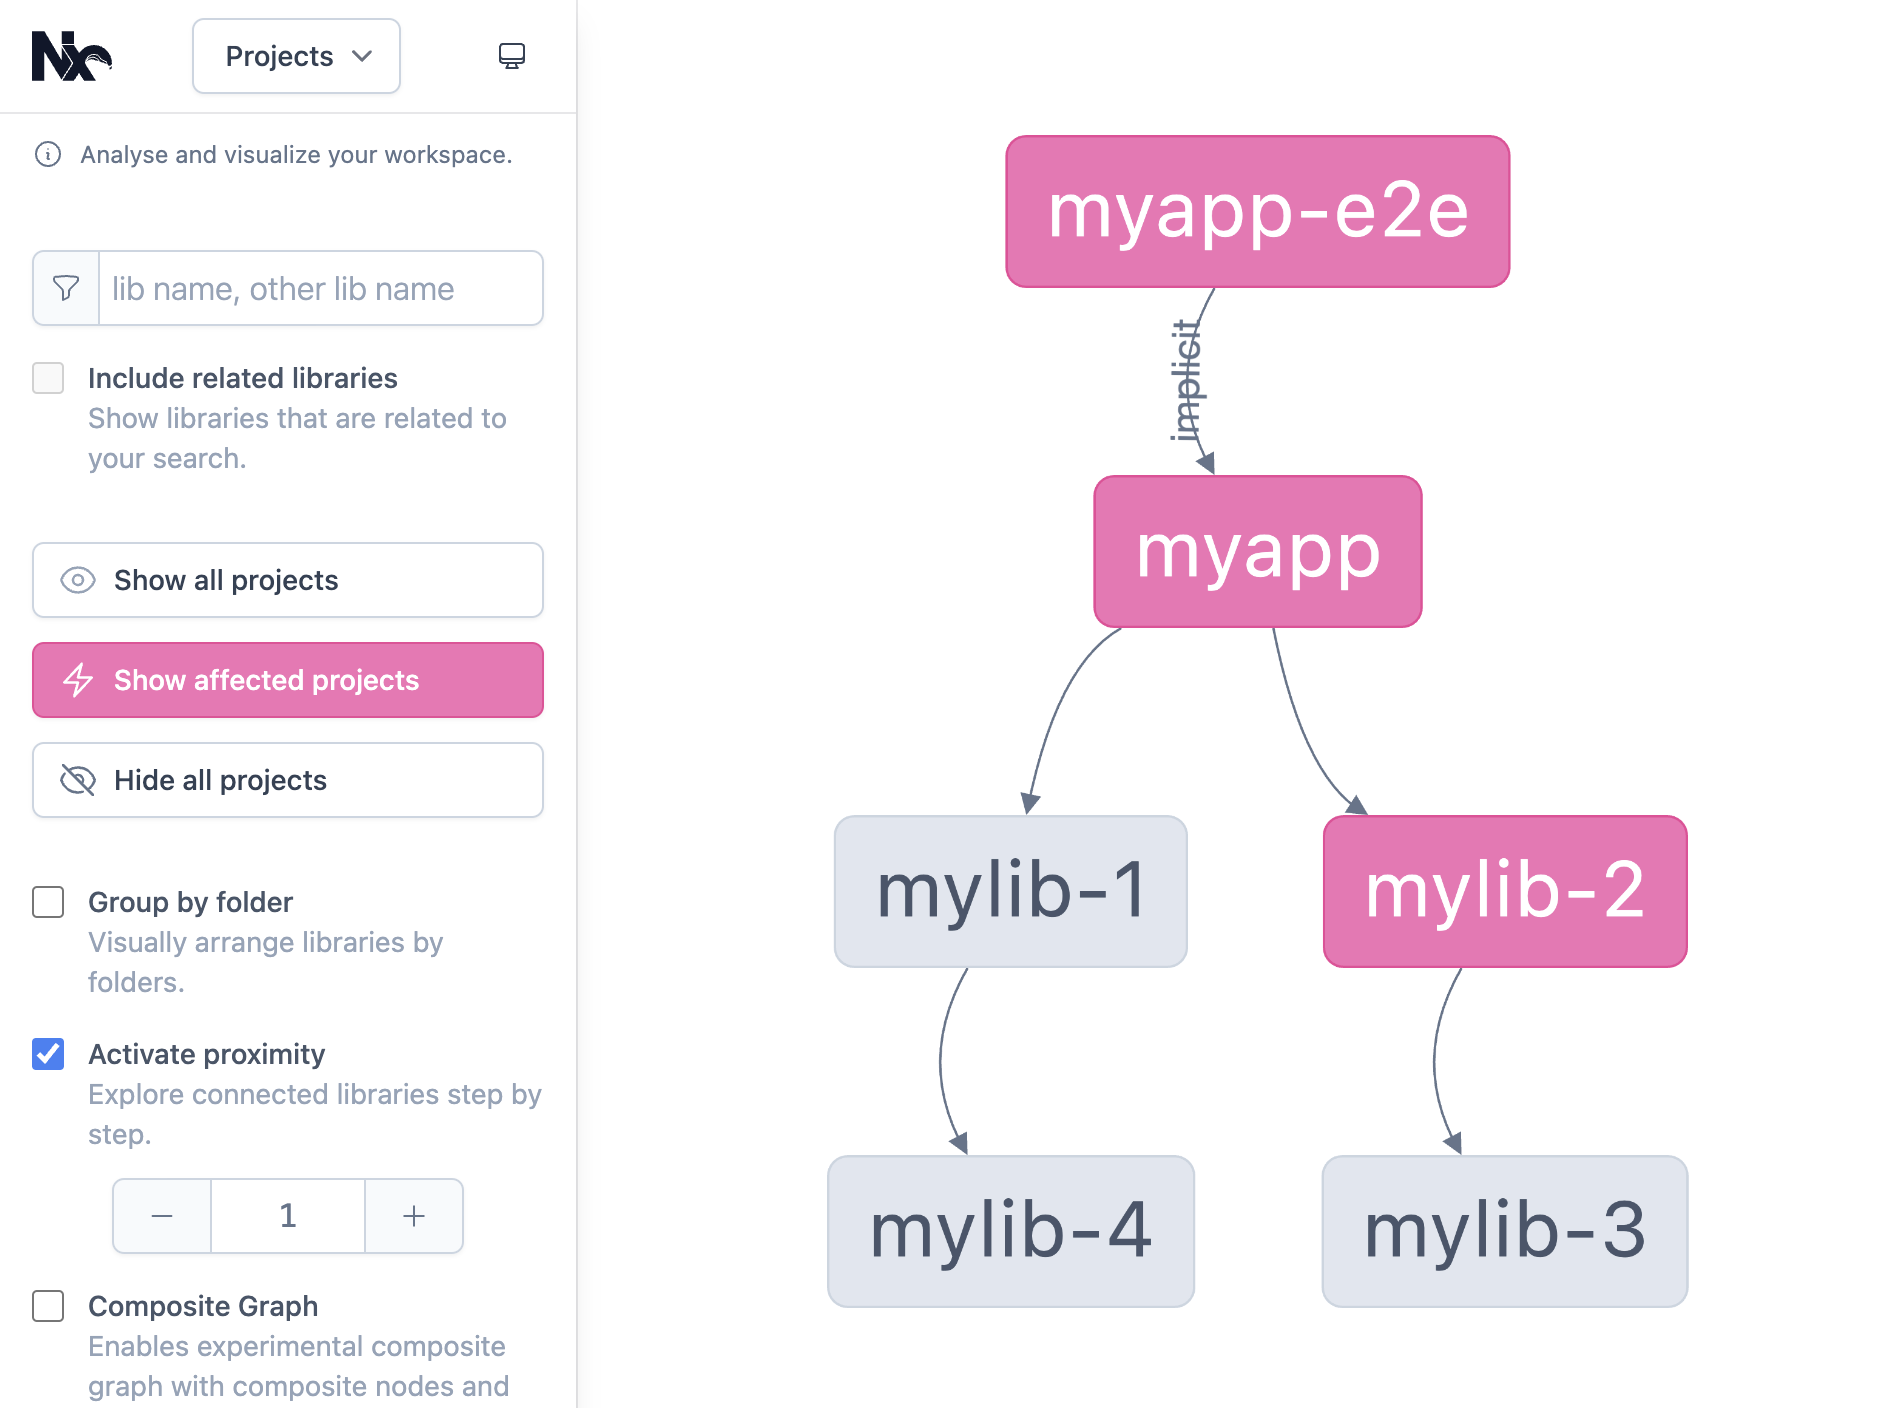 Nx
Projects
Analyse and visualize your workspace.
lib name, other lib name
Include related libraries
Show libraries that are related to
your search.
Show all projects
Show affected projects
Hide all projects
Group by folder
Visually arrange libraries by
folders.
Activate proximity
Explore connected libraries step by
step.
1
Composite Graph
Enables experimental composite
graph with composite nodes and
myapp-e2e
implicit
myapp
mylib-1
mylib-2
mylib-4
mylib-3